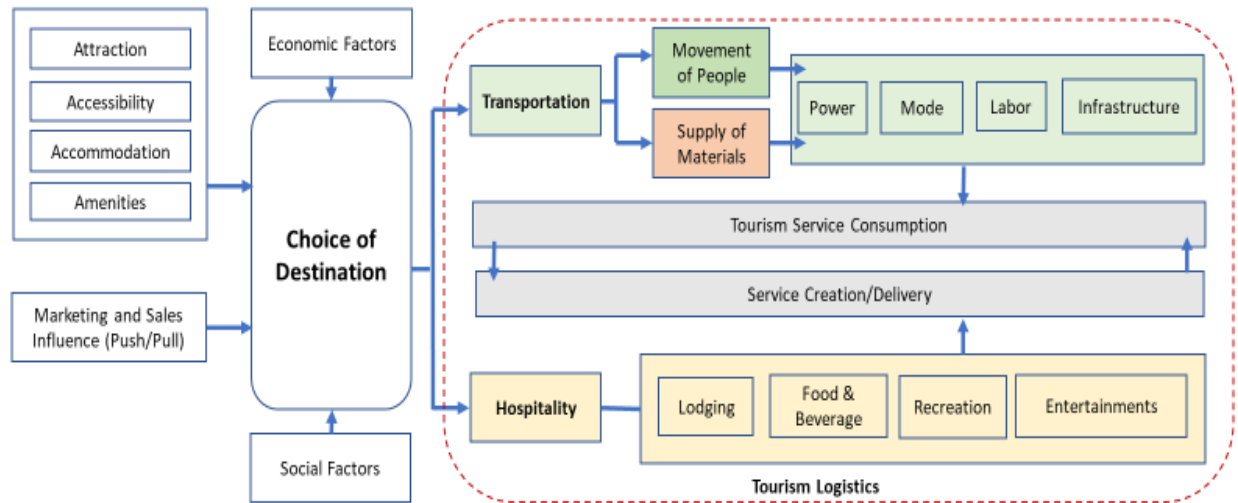 Attraction
Accessibility
Accommodation
Amenities
Marketing and Sales
Influence (Push/Pull)
Economic Factors
Choice of
Destination
Social Factors
Transportation
Movement
of People
Supply of
Materials
Power
Mode
Labor
Infrastructure
Tourism Service Consumption
Service Creation/Delivery
Hospitality
Lodging
Food &
Beverage
Recreation
Entertainments
Tourism Logistics